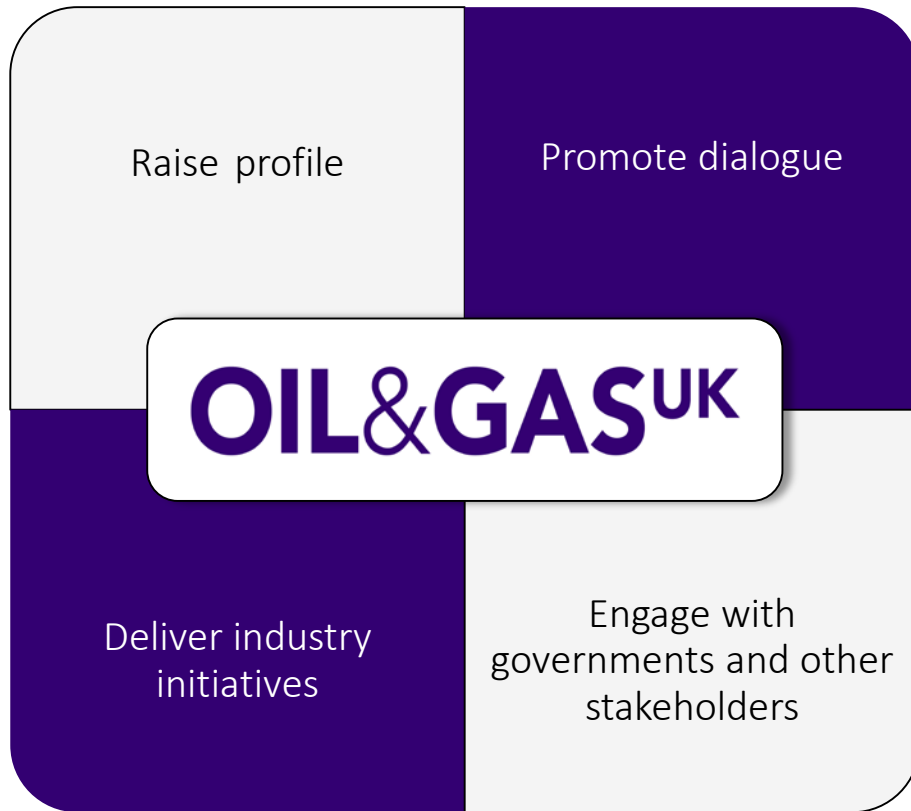 Raise profile
Promote dialogue
OIL&GASUK
Deliver industry
initiatives
Engage with
governments and other
stakeholders